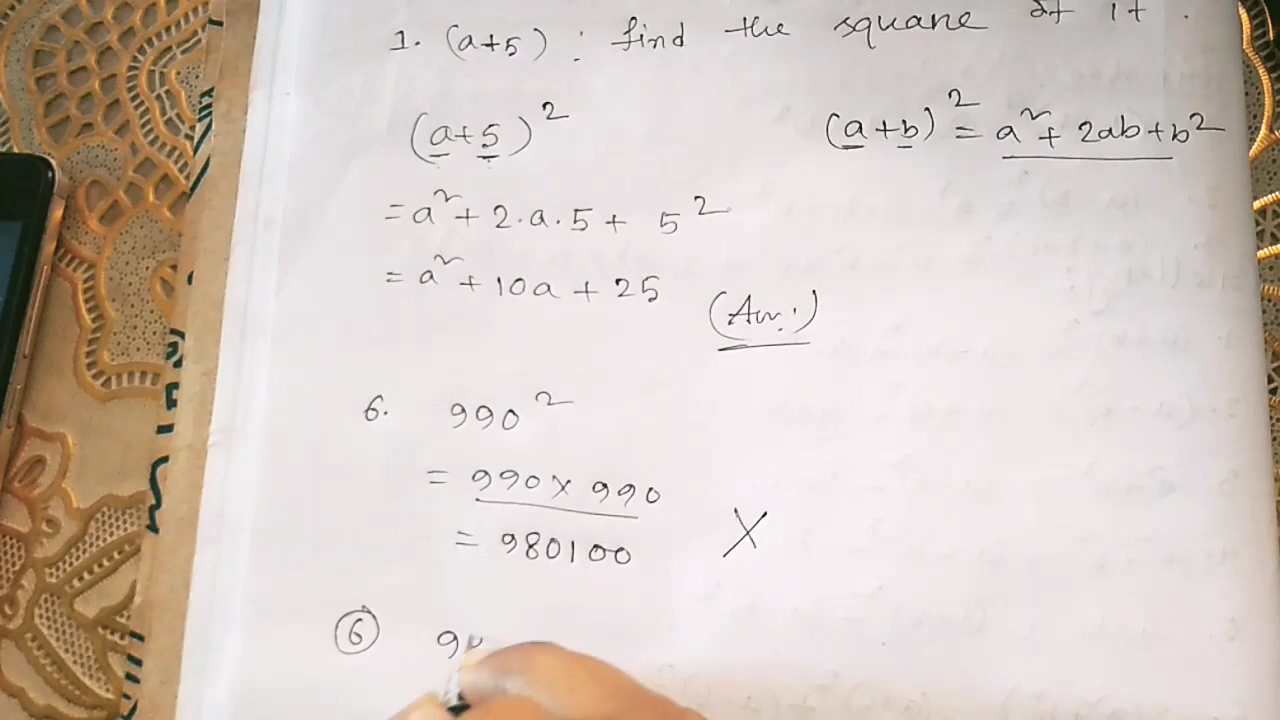 1. (a+5) : find the square of it.
(a+5)²
(a+b)² = a² + 2ab + b²
= a² + 2.a.5 + 5²
= a² + 10a + 25
(Ans:)
6. 990²
= 990 × 990
= 980100 X
⑥ 9